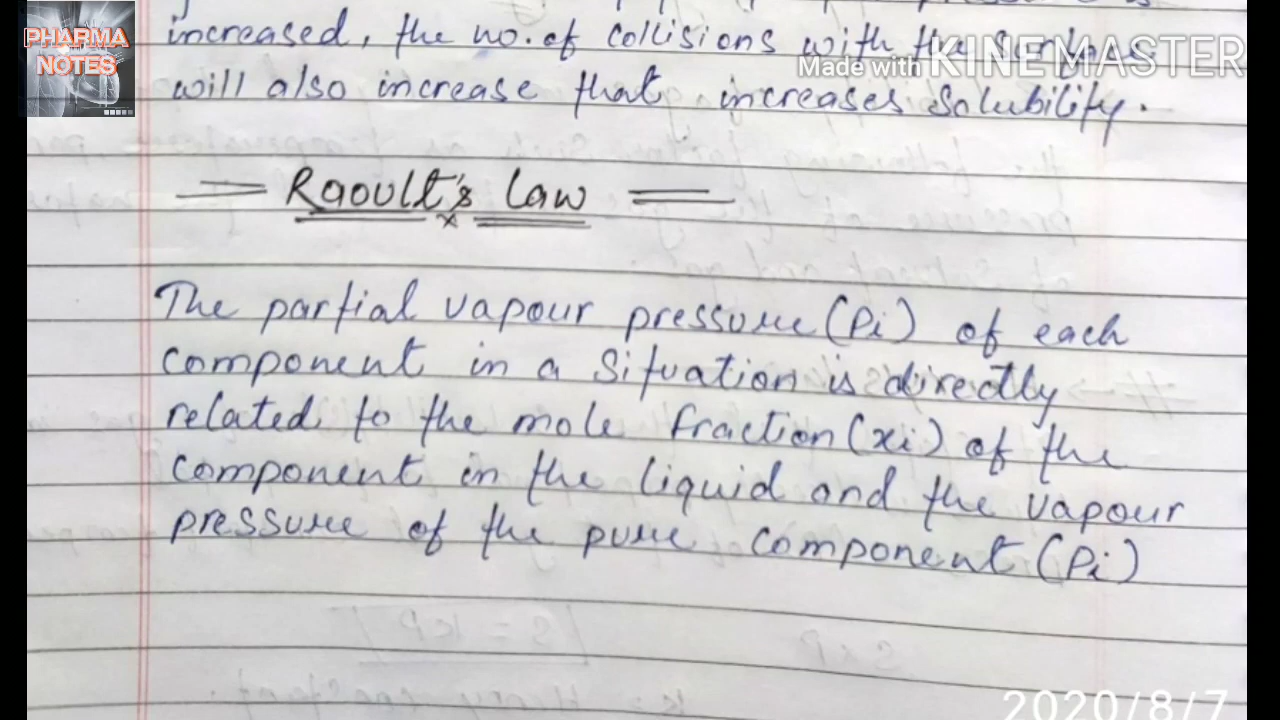 PHARMA
NOTES
increased, the no. of collisions with the surface
Made with KINEMASTER
will also increase that increases solubility.
Raoult's law
The partial vapour pressure (Pi) of each
component in a situation is directly
related to the mole fraction (xi) of the
component in the liquid and the vapour
pressure of the pure component (Pi)
2020/8/7